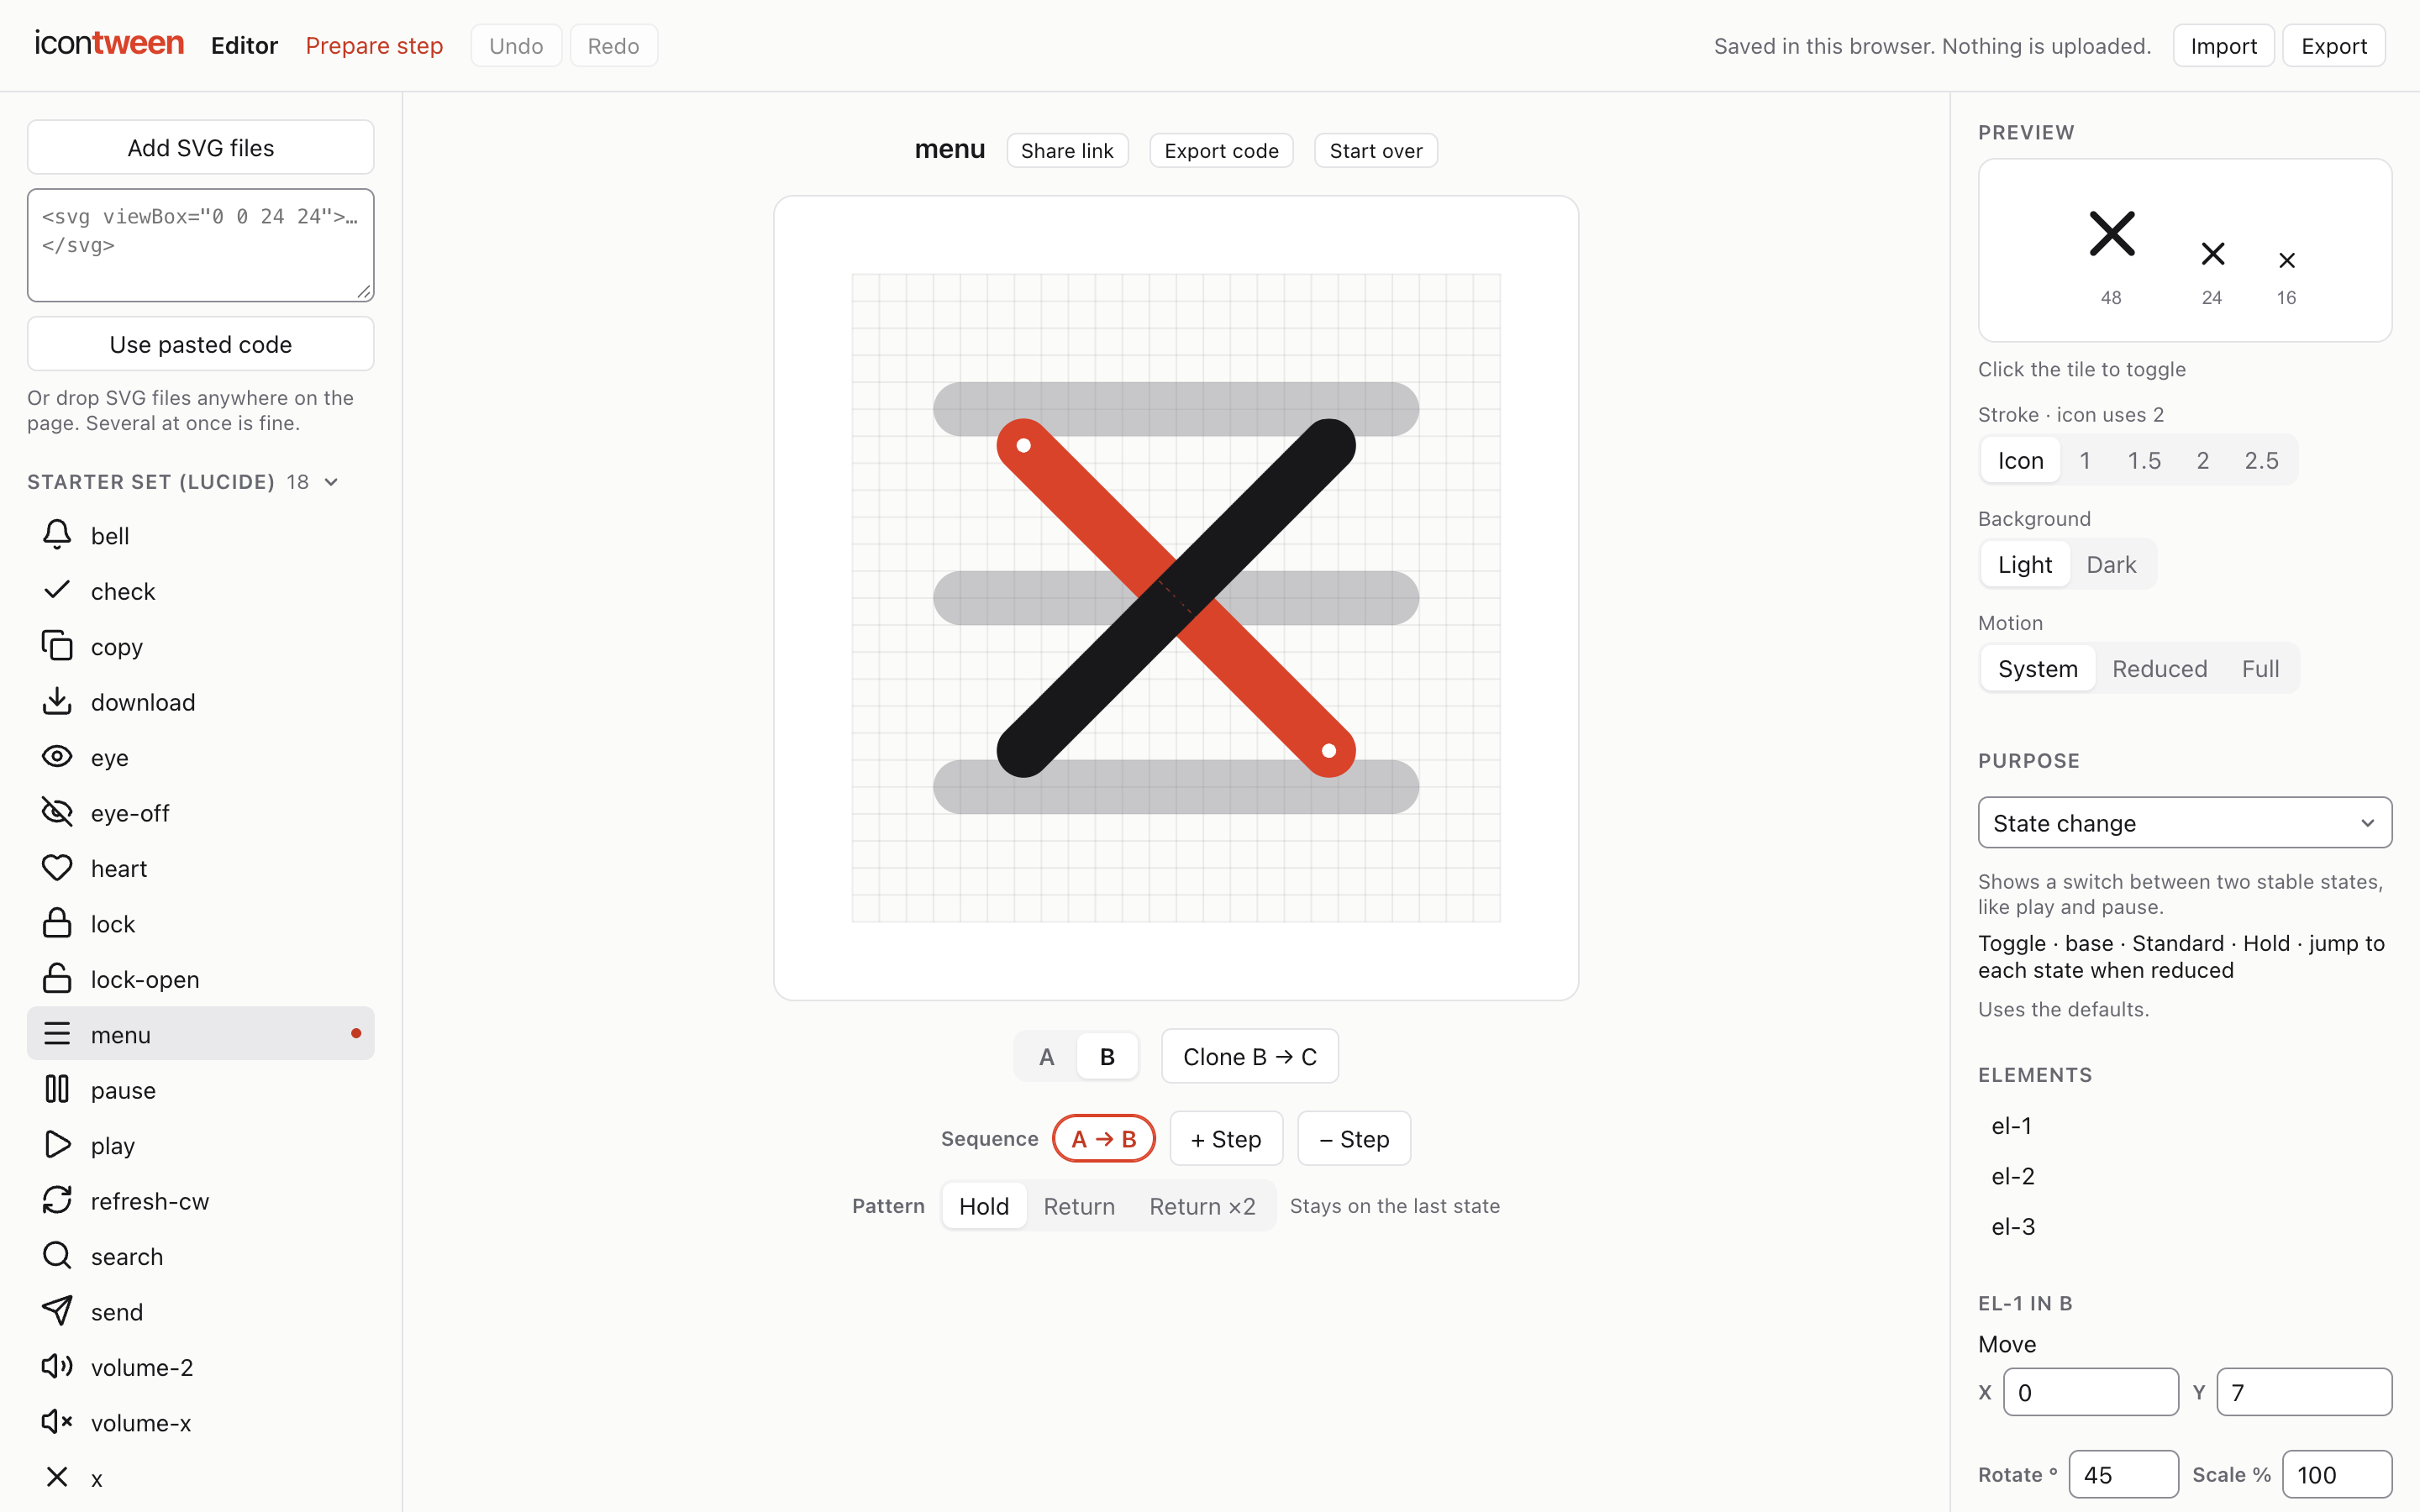 icontween Editor Prepare step Undo Redo Saved in this browser. Nothing is uploaded. Import Export
Add SVG files
<svg viewBox="0 0 24 24">…
</svg>
Use pasted code
Or drop SVG files anywhere on the
page. Several at once is fine.
STARTER SET (LUCIDE) 18
bell
check
copy
download
eye
eye-off
heart
lock
lock-open
menu
pause
play
refresh-cw
search
send
volume-2
volume-x
x
menu Share link Export code Start over
A B Clone B → C
Sequence A → B + Step − Step
Pattern Hold Return Return ×2 Stays on the last state
PREVIEW
48 24 16
Click the tile to toggle
Stroke · icon uses 2
Icon 1 1.5 2 2.5
Background
Light Dark
Motion
System Reduced Full
PURPOSE
State change
Shows a switch between two stable states,
like play and pause.
Toggle · base · Standard · Hold · jump to
each state when reduced
Uses the defaults.
ELEMENTS
el-1
el-2
el-3
EL-1 IN B
Move
X 0 Y 7
Rotate ° 45 Scale % 100